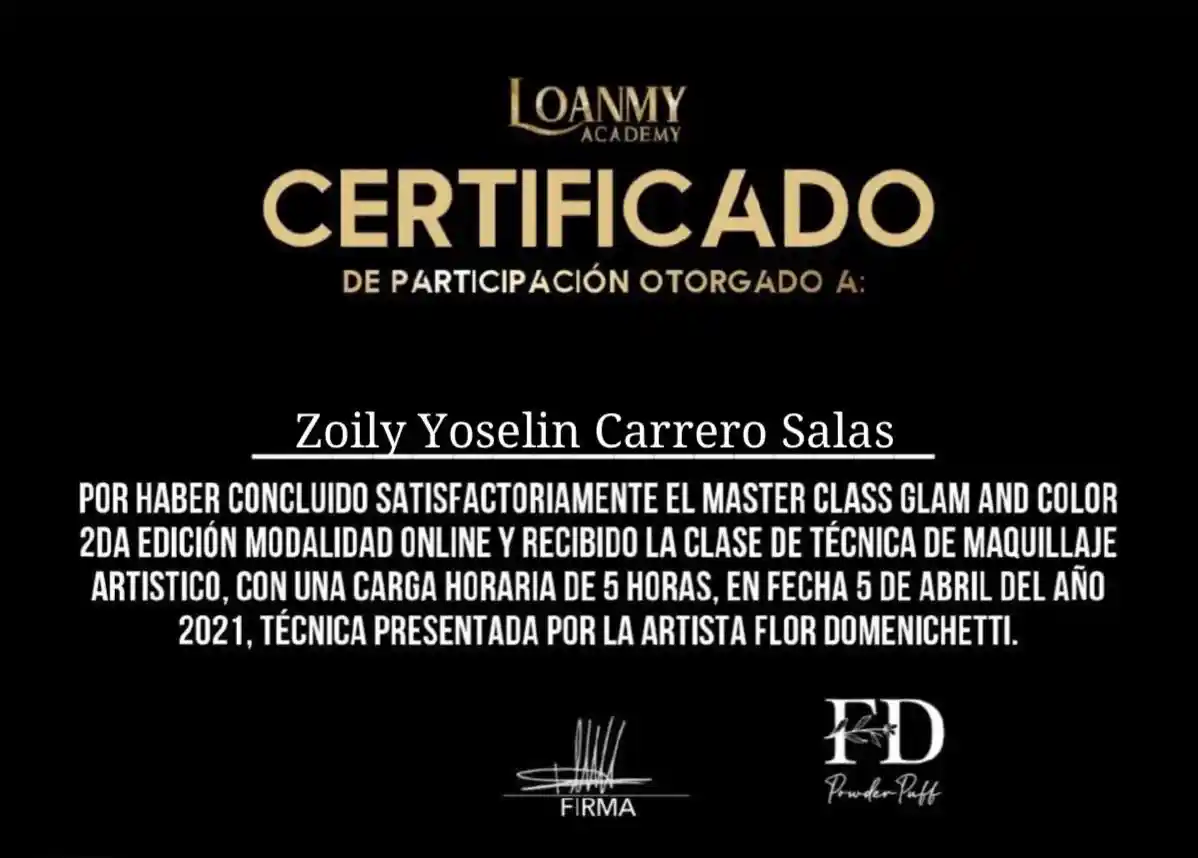 LOANMY
ACADEMY
CERTIFICADO
DE PARTICIPACIÓN OTORGADO A:
Zoily Yoselin Carrero Salas
POR HABER CONCLUIDO SATISFACTORIAMENTE EL MASTER CLASS GLAM AND COLOR
2DA EDICIÓN MODALIDAD ONLINE Y RECIBIDO LA CLASE DE TÉCNICA DE MAQUILLAJE
ARTISTICO, CON UNA CARGA HORARIA DE 5 HORAS, EN FECHA 5 DE ABRIL DEL AÑO
2021, TÉCNICA PRESENTADA POR LA ARTISTA FLOR DOMENICHETTI.
FIRMA
FD
Powder Puff